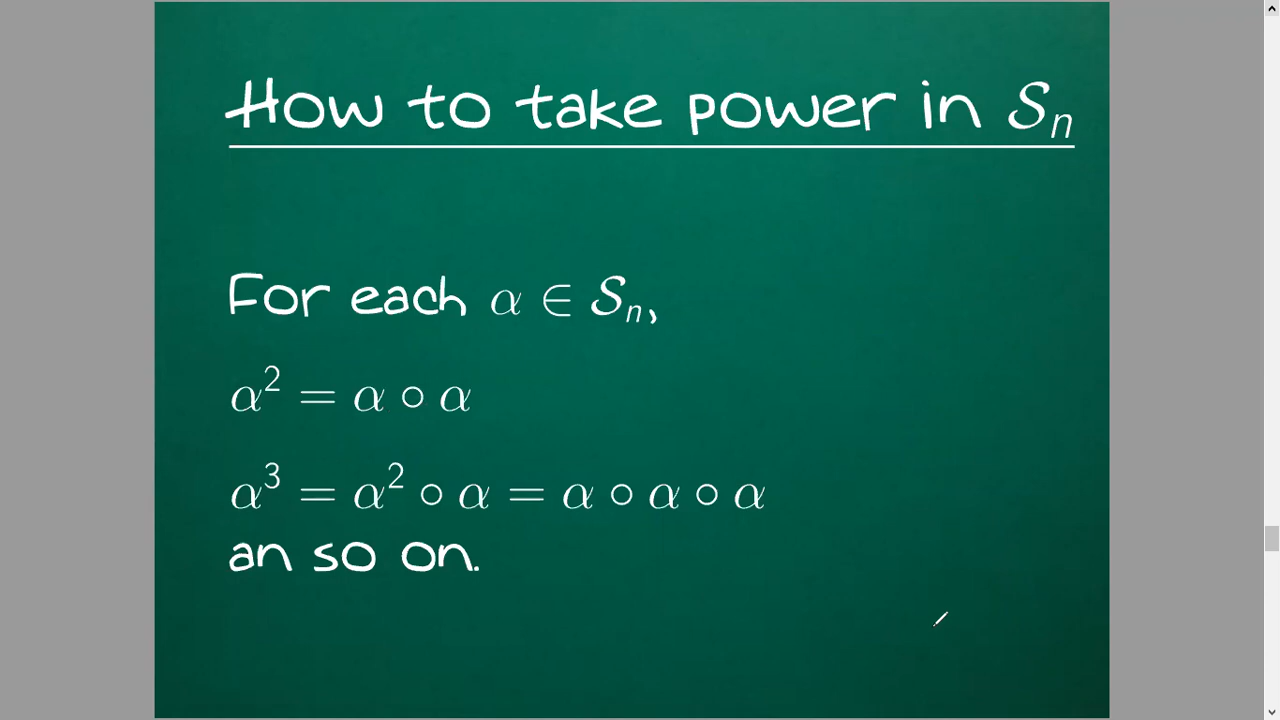 How to take power in 𝒮ₙ
For each α ∈ 𝒮ₙ,
α² = α ∘ α
α³ = α² ∘ α = α ∘ α ∘ α
an so on.